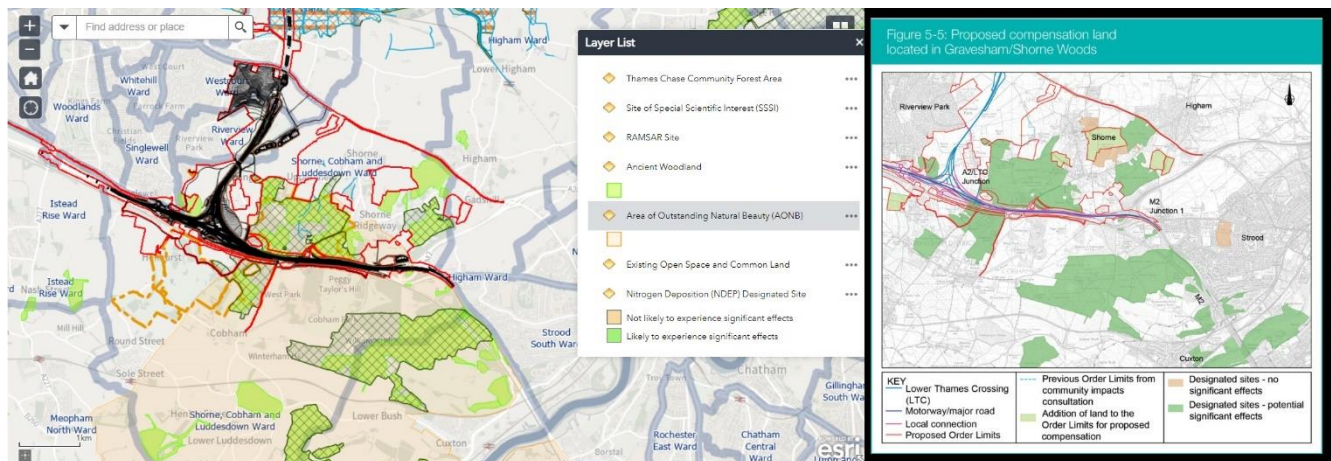 Find address or place
Whitehill
Ward
Woodlands
Ward
Singlewell
Ward
Westcourt
Ward
Riverview
Ward
Higham Ward
Lower Higham
Higham
Shorne, Cobham and
Luddesdown Ward
Shorne
Shorne
Ridgeway
Gadshill
Istead
Rise Ward
Istead
Rise Ward
Mill Hill
Round Street
Sole Street
Meopham
North Ward
1km
West Park
Peggy
Taylor's Hill
Cobham
Higham Ward
Strood
South Ward
Shorne, Cobham and
Luddesdown Ward
Lower Luddesdown
Lower Bush
Cuxton
Rochester
East Ward
Borstal
Chatham
Chatham
Central
Ward
Gillingham
South Wa
esri
Layer List
Thames Chase Community Forest Area
Site of Special Scientific Interest (SSSI)
RAMSAR Site
Ancient Woodland
Area of Outstanding Natural Beauty (AONB)
Existing Open Space and Common Land
Nitrogen Deposition (NDEP) Designated Site
Not likely to experience significant effects
Likely to experience significant effects
Figure 5-5: Proposed compensation land
located in Gravesham/Shorne Woods
Riverview Park
Higham
Shorne
A2/LTC
Junction
M2
Junction 1
Strood
M2
Cuxton
KEY
Lower Thames Crossing
(LTC)
Motorway/major road
Local connection
Proposed Order Limits
Previous Order Limits from
community impacts
consultation
Addition of land to the
Order Limits for proposed
compensation
Designated sites - no
significant effects
Designated sites - potential
significant effects